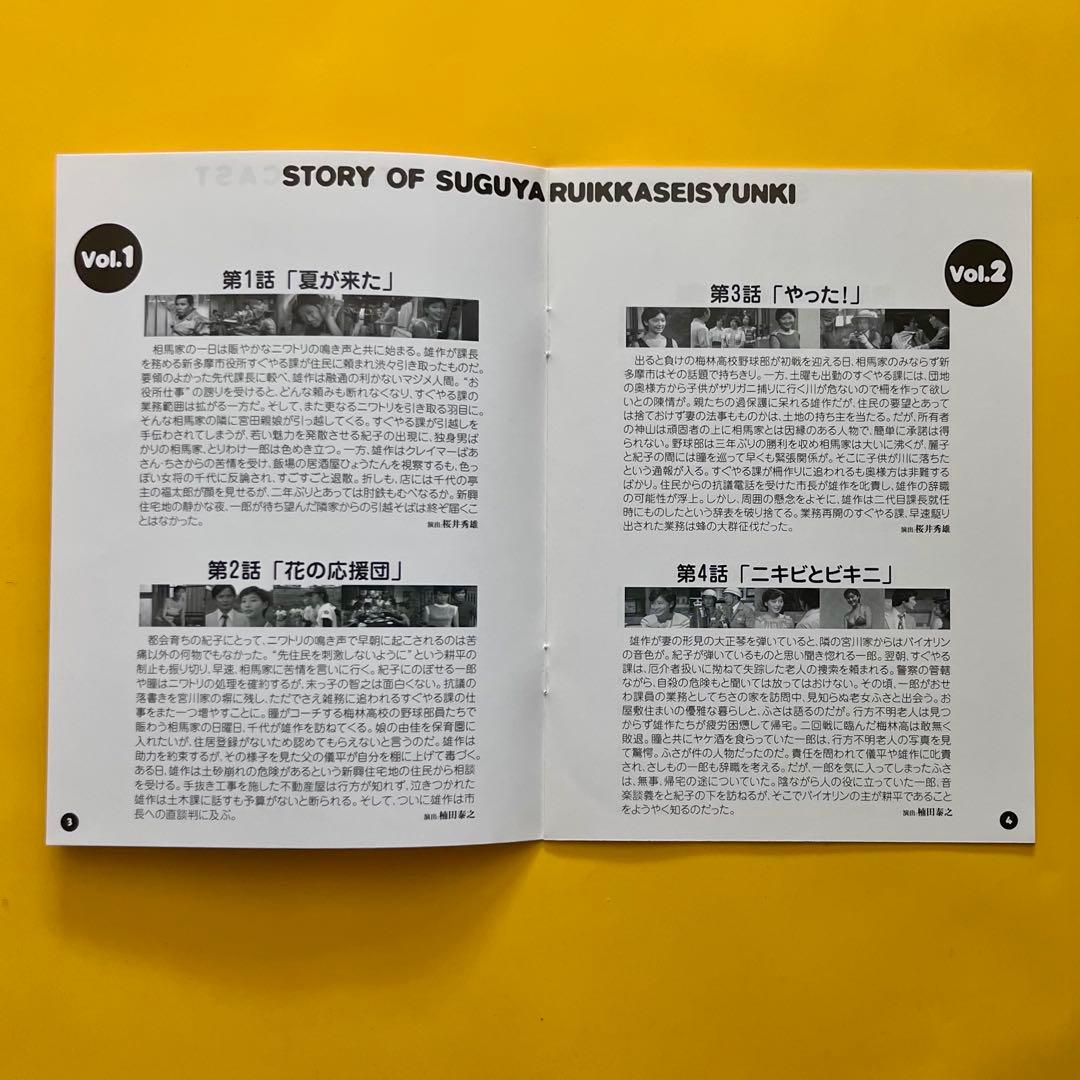 STORY OF SUGUYARUIKKASEISYUNKI
Vol.1
第1話「夏が来た」
相馬家の一日は賑やかなニワトリの鳴き声と共に始まる。雄作が課長
を務める新多摩市役所すぐやる課が住民に頼まれ渋々引き取ったものだ。
要領のよかった先代課長に較べ、雄作は融通の利かないマジメ人間。“お
役所仕事”の謗りを受けると、どんな頼みも断れなくなり、すぐやる課の
業務範囲は拡がる一方だ。そして、また更なるニワトリを引き取る羽目に。
そんな相馬家の隣に宮田親娘が引っ越してくる。すぐやる課が引越しを
手伝わされてしまうが、若い魅力を発散させる紀子の出現に、独身男ば
かりの相馬家、とりわけ一郎は色めき立つ。一方、雄作はクレイマーばあ
さん・ちさからの苦情を受け、飯場の居酒屋ひょうたんを視察するも、色っ
ぽい女将の千代に反論され、すごすごと退散。折しも、店には千代の亭
主の福太郎が顔を見せるが、二年ぶりとあっては肘鉄もむべなるか。新興
住宅地の静かな夜、一郎が待ち望んだ隣家からの引越そばは終ぞ届くこ
とはなかった。
演出:桜井秀雄
第2話「花の応援団」
都会育ちの紀子にとって、ニワトリの鳴き声で早朝に起こされるのは苦
痛以外の何物でもなかった。“先住民を刺激しないように”という耕平の
制止も振り切り、早速、相馬家に苦情を言いに行く。紀子にのぼせる一郎
や瞳はニワトリの処理を確約するが、末っ子の智之は面白くない。抗議の
落書きを宮川家の塀に残し、ただでさえ雑務に追われるすぐやる課の仕
事をまた一つ増やすことに。瞳がコーチする梅林高校の野球部員たちで
賑わう相馬家の日曜日、千代が雄作を訪ねてくる。娘の由佳を保育園に
入れたいが、住居登録がないため認めてもらえないと言うのだ。雄作は
助力を約束するが、その様子を見た父の儀平が自分を棚に上げて毒づく。
ある日、雄作は土砂崩れの危険があるという新興住宅地の住民から相談
を受ける。手抜き工事を施した不動産屋は行方が知れず、泣きつかれた
雄作は土木課に話すも予算がないと断られる。そして、ついに雄作は市
長への直談判に及ぶ。
演出:楠田泰之
3
Vol.2
第3話「やった!」
出ると負けの梅林高校野球部が初戦を迎える日、相馬家のみならず新
多摩市はその話題で持ちきり。一方、土曜も出勤のすぐやる課には、団地
の奥様方から子供がザリガニ捕りに行く川が危ないので柵を作って欲し
いとの陳情が。親たちの過保護に呆れる雄作だが、住民の要望とあって
は捨ておけず妻の法事もものかは、土地の持ち主を当たる。だが、所有者
の神山は頑固者の上に相馬家とは因縁のある人物で、簡単に承諾は得
られない。野球部は三年ぶりの勝利を収め相馬家は大いに沸くが、麗子
と紀子の間には瞳を巡って早くも緊張関係が。そこに子供が川に落ちた
という通報が入る。すぐやる課が柵作りに追われるも奥様方は非難する
ばかり。住民からの抗議電話を受けた市長が雄作を叱責し、雄作の辞職
の可能性が浮上。しかし、周囲の懸念をよそに、雄作は二代目課長就任
時にものしたという辞表を破り捨てる。業務再開のすぐやる課、早速駆り
出された業務は蜂の大群征伐だった。
演出:桜井秀雄
第4話「ニキビとビキニ」
雄作が妻の形見の大正琴を弾いていると、隣の宮川家からはバイオリン
の音色が。紀子が弾いているものと思い聞き惚れる一郎。翌朝、すぐやる
課は、厄介者扱いに拗ねて失踪した老人の捜索を頼まれる。警察の管轄
ながら、自殺の危険もと聞いては放ってはおけない。その頃、一郎がおせ
わ課員の業務としてちさの家を訪問中、見知らぬ老女ふさと出会う。お
屋敷住まいの優雅な暮らしと、ふさは語るのだが。行方不明老人は見つ
からず雄作たちが疲労困憊して帰宅。二回戦に臨んだ梅林高は敢無く
敗退。瞳と共にヤケ酒を食らっていた一郎は、行方不明老人の写真を見
て驚愕。ふさが件の人物だったのだ。責任を問われて儀平や雄作に叱責
され、さしもの一郎も辞職を考える。だが、一郎を気に入ってしまったふさ
は、無事、帰宅の途についていた。陰ながら人の役に立っていた一郎、音
楽談義をと紀子の下を訪ねるが、そこでバイオリンの主が耕平であること
をようやく知るのだった。
演出:楠田泰之
4